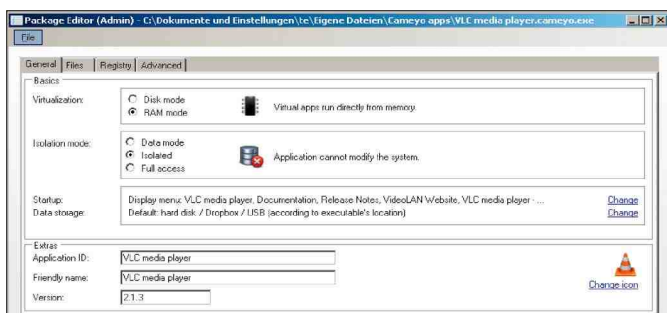 Package Editor (Admin) - C:\Dokumente und Einstellungen\te\Eigene Dateien\Cameyo apps\VLC media player.cameyo.exe
File
General Files Registry Advanced
Basics
Virtualization:
Disk mode
RAM mode
Virtual apps run directly from memory.
Isolation mode:
Data mode
Isolated
Full access
Application cannot modify the system.
Startup: Display menu: VLC media player, Documentation, Release Notes, VideoLAN Website, VLC media player - ... Change
Data storage: Default: hard disk / Dropbox / USB (according to executable's location) Change
Extras
Application ID: VLC media player
Friendly name: VLC media player
Change icon
Version: 2.1.3